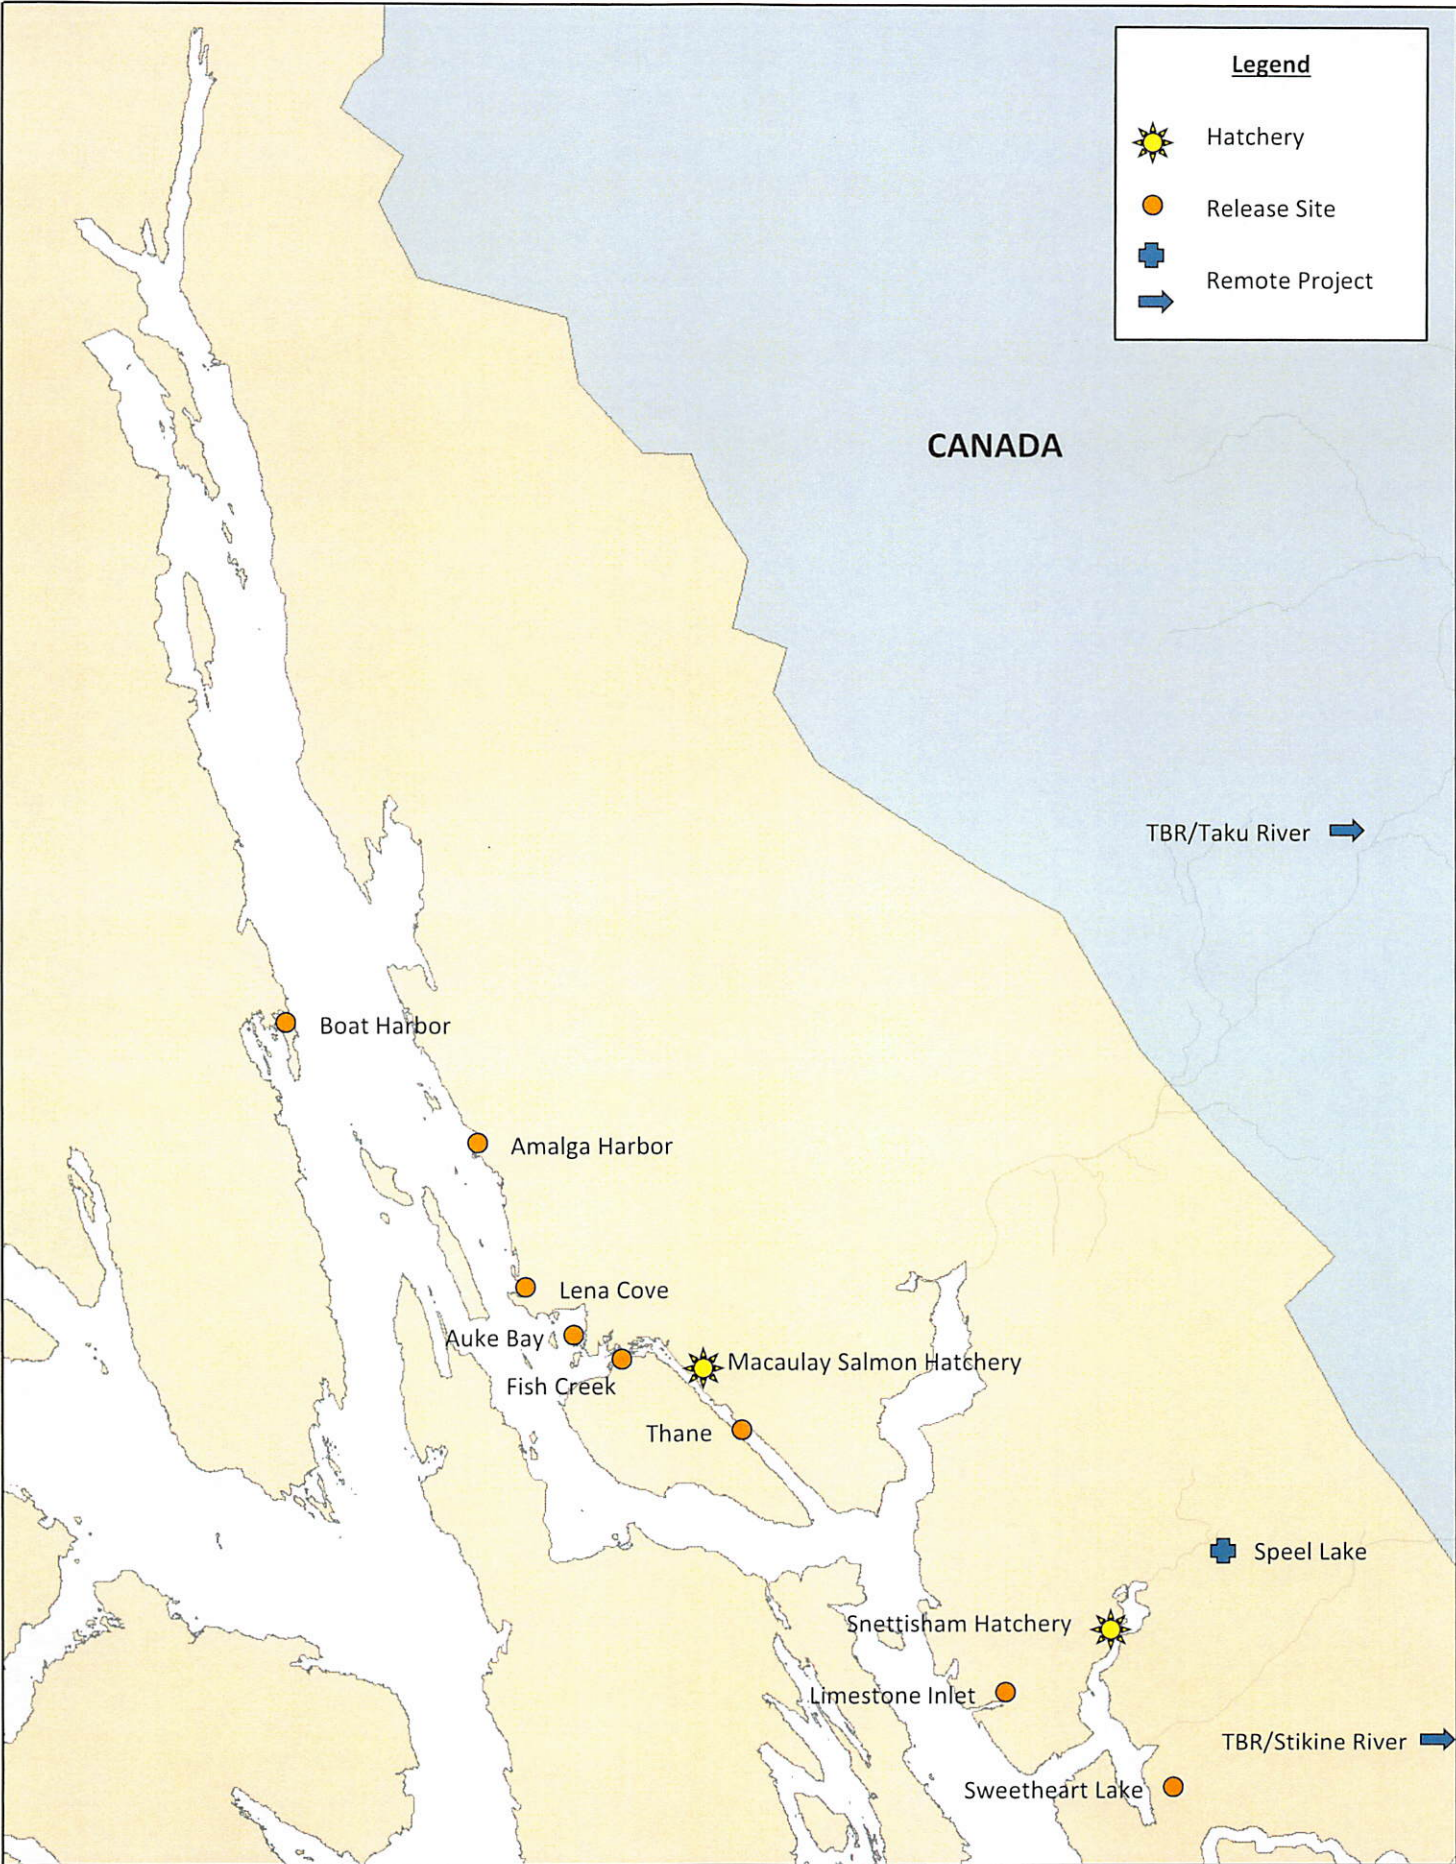 Legend
Hatchery
Release Site
Remote Project
CANADA
TBR/Taku River
Boat Harbor
Amalga Harbor
Lena Cove
Auke Bay
Macaulay Salmon Hatchery
Fish Creek
Thane
Speel Lake
Snettisham Hatchery
Limestone Inlet
TBR/Stikine River
Sweetheart Lake